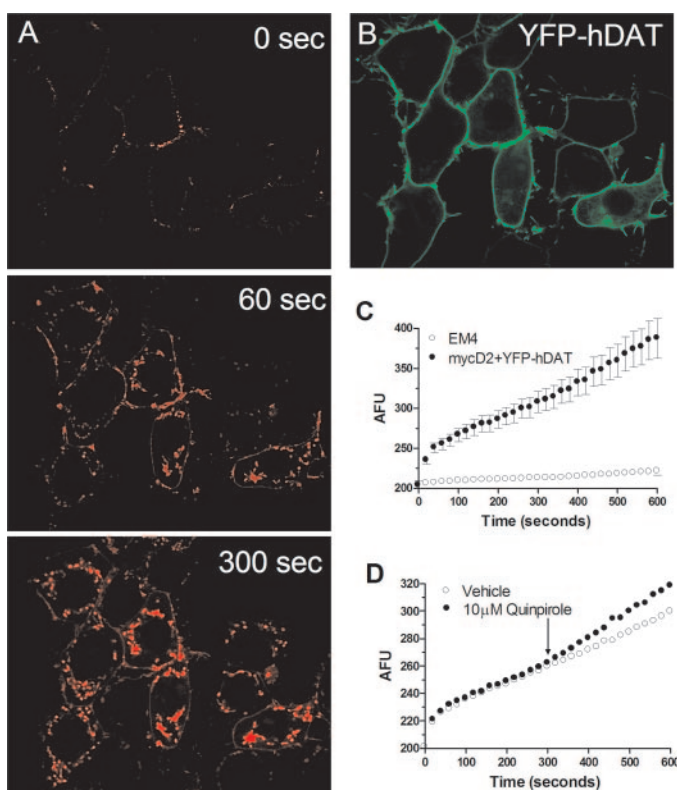 A
0 sec
60 sec
300 sec
B
YFP-hDAT
C
EM4
mycD2+YFP-hDAT
400
350
300
250
200
AFU
0 100 200 300 400 500 600
Time (seconds)
D
Vehicle
10μM Quinpirole
320
300
280
260
240
220
200
AFU
0 100 200 300 400 500 600
Time (seconds)